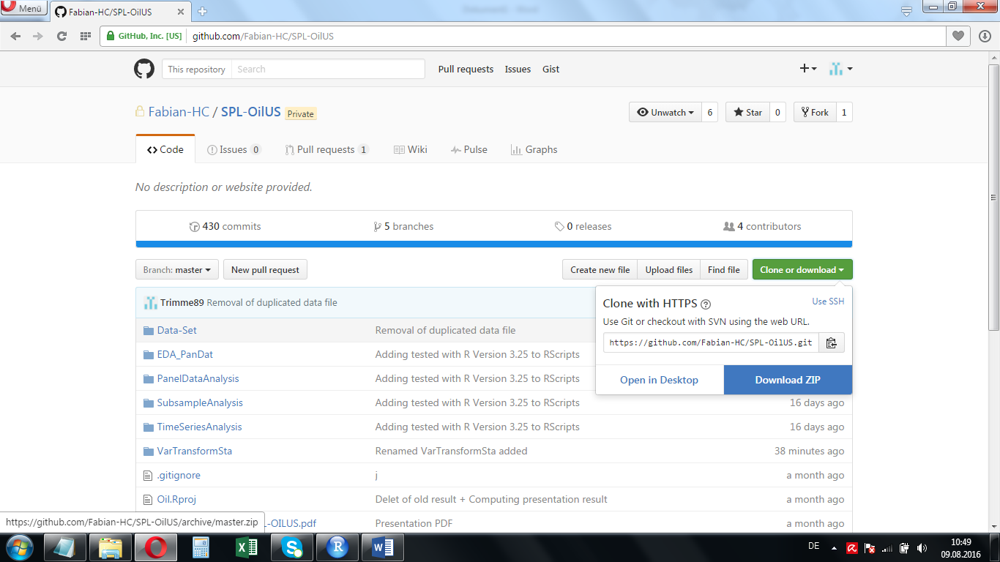 Menü
Fabian-HC/SPL-OilUS
GitHub, Inc. [US]
github.com/Fabian-HC/SPL-OilUS
This repository
Search
Pull requests
Issues
Gist
Fabian-HC / SPL-OilUS Private
Unwatch 6
Star 0
Fork 1
Code
Issues 0
Pull requests 1
Wiki
Pulse
Graphs
No description or website provided.
430 commits
5 branches
0 releases
4 contributors
Branch: master
New pull request
Create new file
Upload files
Find file
Clone or download
Clone with HTTPS
Use SSH
Use Git or checkout with SVN using the web URL.
https://github.com/Fabian-HC/SPL-OilUS.git
Open in Desktop
Download ZIP
Trimme89 Removal of duplicated data file
Data-Set Removal of duplicated data file
EDA_PanDat Adding tested with R Version 3.25 to RScripts
PanelDataAnalysis Adding tested with R Version 3.25 to RScripts
SubsampleAnalysis Adding tested with R Version 3.25 to RScripts 16 days ago
TimeSeriesAnalysis Adding tested with R Version 3.25 to RScripts 16 days ago
VarTransformSta Renamed VarTransformSta added 38 minutes ago
.gitignore j a month ago
Oil.Rproj Delet of old result + Computing presentation result a month ago
L-OILUS.pdf Presentation PDF a month ago
https://github.com/Fabian-HC/SPL-OilUS/archive/master.zip
DE
10:49
09.08.2016